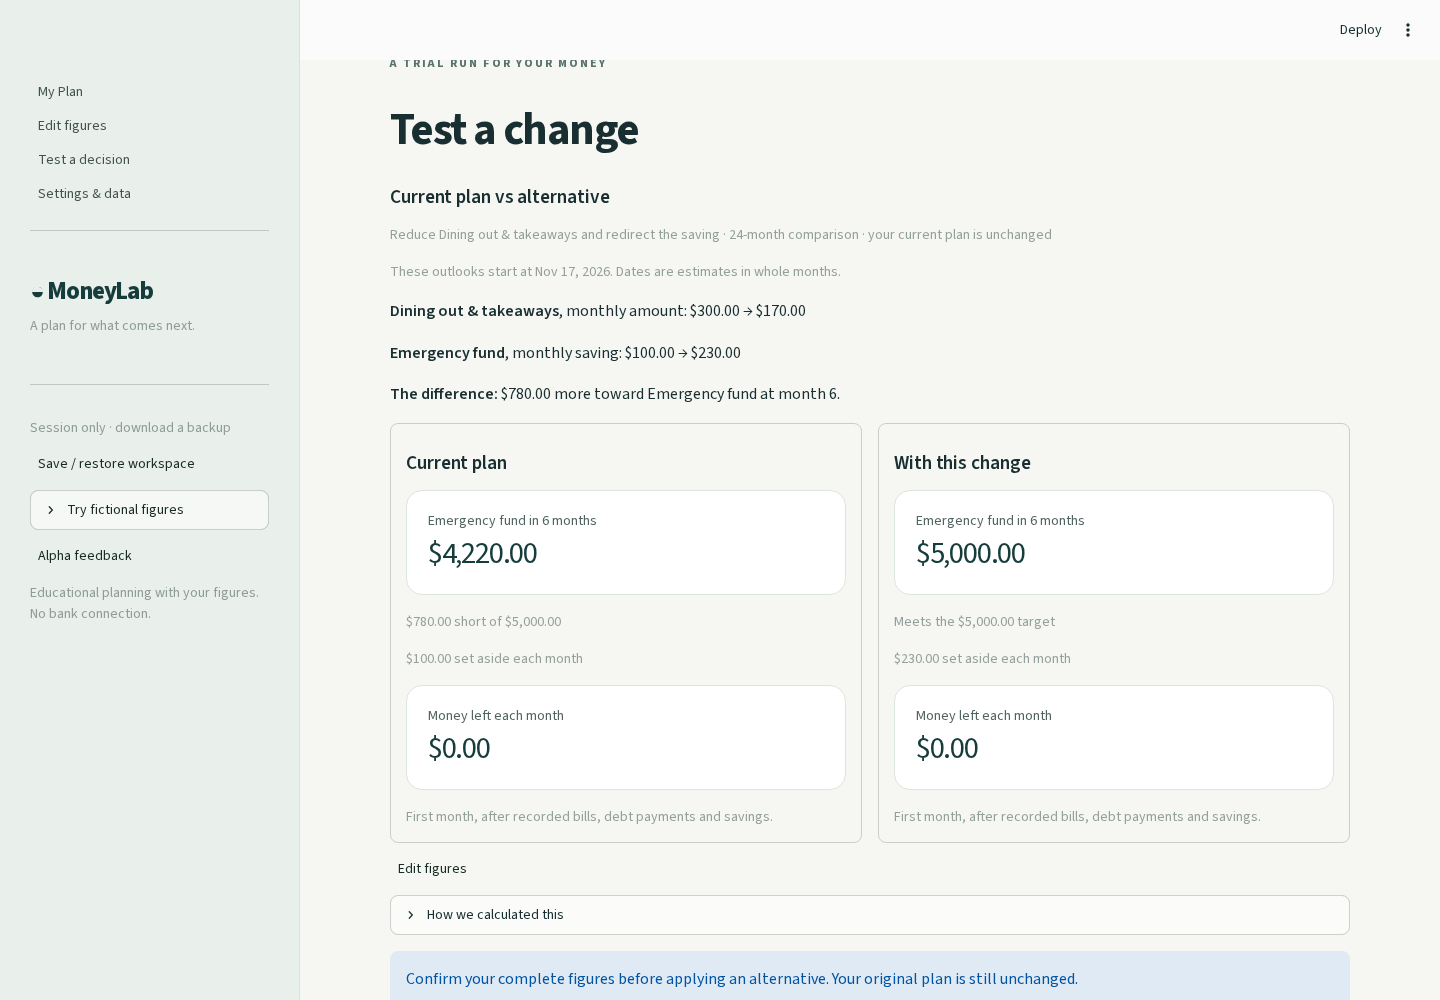 Deploy
My Plan
Edit figures
Test a decision
Settings & data
MoneyLab
A plan for what comes next.
Session only · download a backup
Save / restore workspace
Try fictional figures
Alpha feedback
Educational planning with your figures.
No bank connection.
A TRIAL RUN FOR YOUR MONEY
Test a change
Current plan vs alternative
Reduce Dining out & takeaways and redirect the saving · 24-month comparison · your current plan is unchanged
These outlooks start at Nov 17, 2026. Dates are estimates in whole months.
Dining out & takeaways, monthly amount: $300.00 → $170.00
Emergency fund, monthly saving: $100.00 → $230.00
The difference: $780.00 more toward Emergency fund at month 6.
Current plan
Emergency fund in 6 months
$4,220.00
$780.00 short of $5,000.00
$100.00 set aside each month
Money left each month
$0.00
First month, after recorded bills, debt payments and savings.
With this change
Emergency fund in 6 months
$5,000.00
Meets the $5,000.00 target
$230.00 set aside each month
Money left each month
$0.00
First month, after recorded bills, debt payments and savings.
Edit figures
How we calculated this
Confirm your complete figures before applying an alternative. Your original plan is still unchanged.